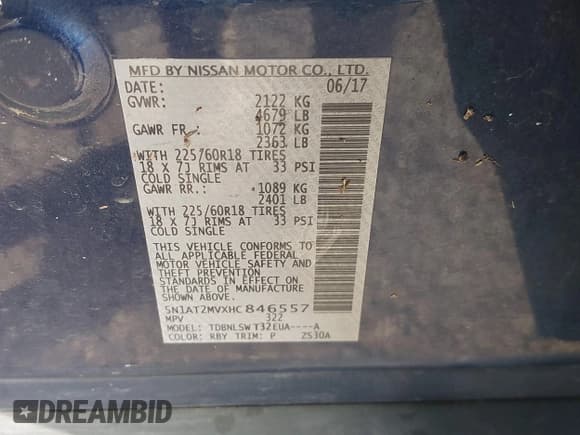 MFD BY NISSAN MOTOR CO., LTD.
DATE: 06/17
GVWR: 2122 KG
4679 LB
GAWR FR.: 1072 KG
2363 LB
WITH 225/60R18 TIRES
18 X 7J RIMS AT 33 PSI
COLD SINGLE
GAWR RR.: 1089 KG
2401 LB
WITH 225/60R18 TIRES
18 X 7J RIMS AT 33 PSI
COLD SINGLE
THIS VEHICLE CONFORMS TO
ALL APPLICABLE FEDERAL
MOTOR VEHICLE SAFETY AND
THEFT PREVENTION
STANDARDS IN EFFECT ON
THE DATE OF MANUFACTURE
SHOWN ABOVE.
5N1AT2MVXHC846557
MPV 322
MODEL: TDBNLSWT32EUA----A
COLOR: RBY TRIM: P ZS30A
DREAMBID